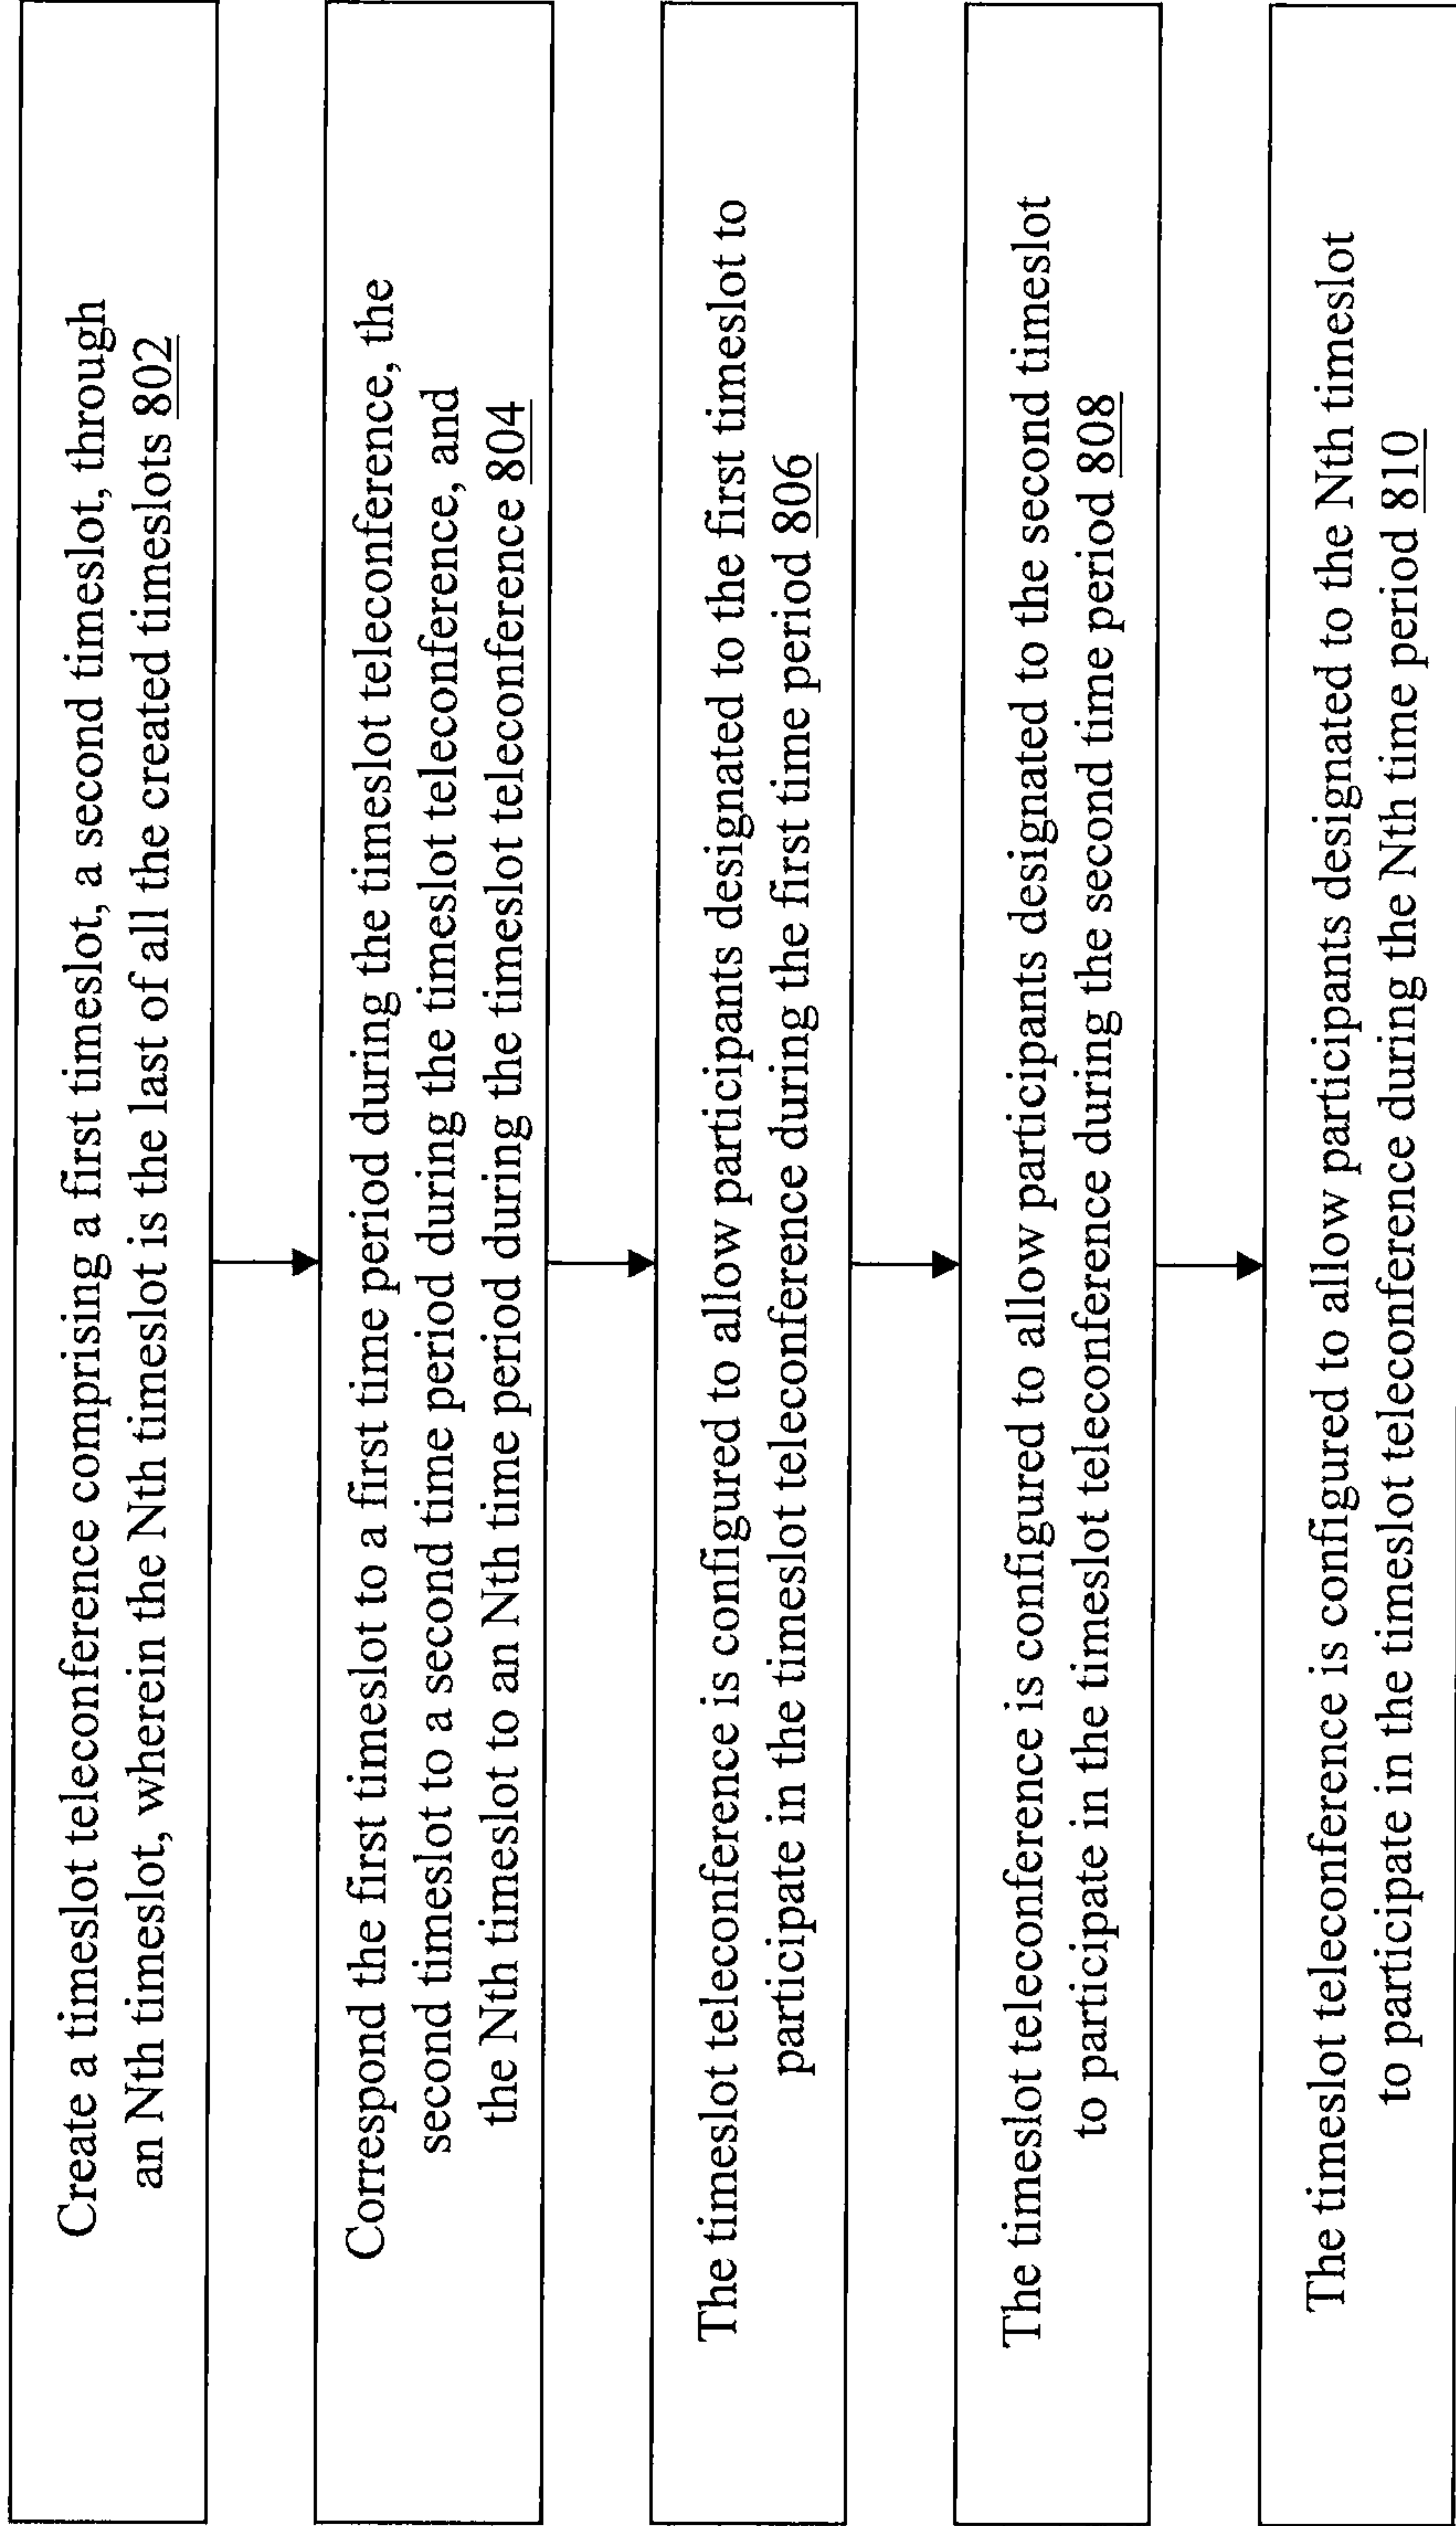 Create a timeslot teleconference comprising a first timeslot, a second timeslot, through
an Nth timeslot, wherein the Nth timeslot is the last of all the created timeslots 802
Correspond the first timeslot to a first time period during the timeslot teleconference, the
second timeslot to a second time period during the timeslot teleconference, and
the Nth timeslot to an Nth time period during the timeslot teleconference 804
The timeslot teleconference is configured to allow participants designated to the first timeslot to
participate in the timeslot teleconference during the first time period 806
The timeslot teleconference is configured to allow participants designated to the second timeslot
to participate in the timeslot teleconference during the second time period 808
The timeslot teleconference is configured to allow participants designated to the Nth timeslot
to participate in the timeslot teleconference during the Nth time period 810